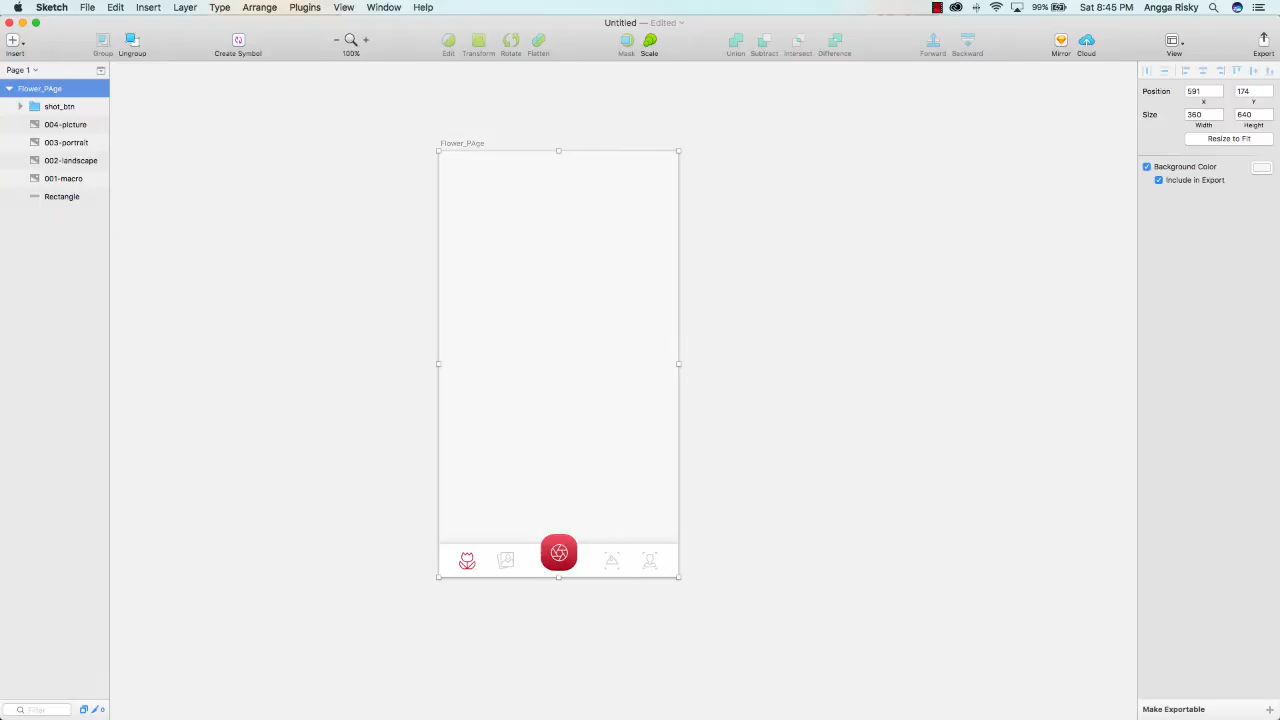 Sketch File Edit Insert Layer Type Arrange Plugins View Window Help 99% Sat 8:45 PM Angga Risky
Untitled — Edited
Insert Group Ungroup Create Symbol 100% Edit Transform Rotate Flatten Mask Scale Union Subtract Intersect Difference Forward Backward Mirror Cloud View Export
Page 1
Flower_PAge
shot_btn
004-picture
003-portrait
002-landscape
001-macro
Rectangle
Filter
0
Flower_PAge
Position 591 174
X Y
Size 360 640
Width Height
Resize to Fit
Background Color
Include in Export
Make Exportable